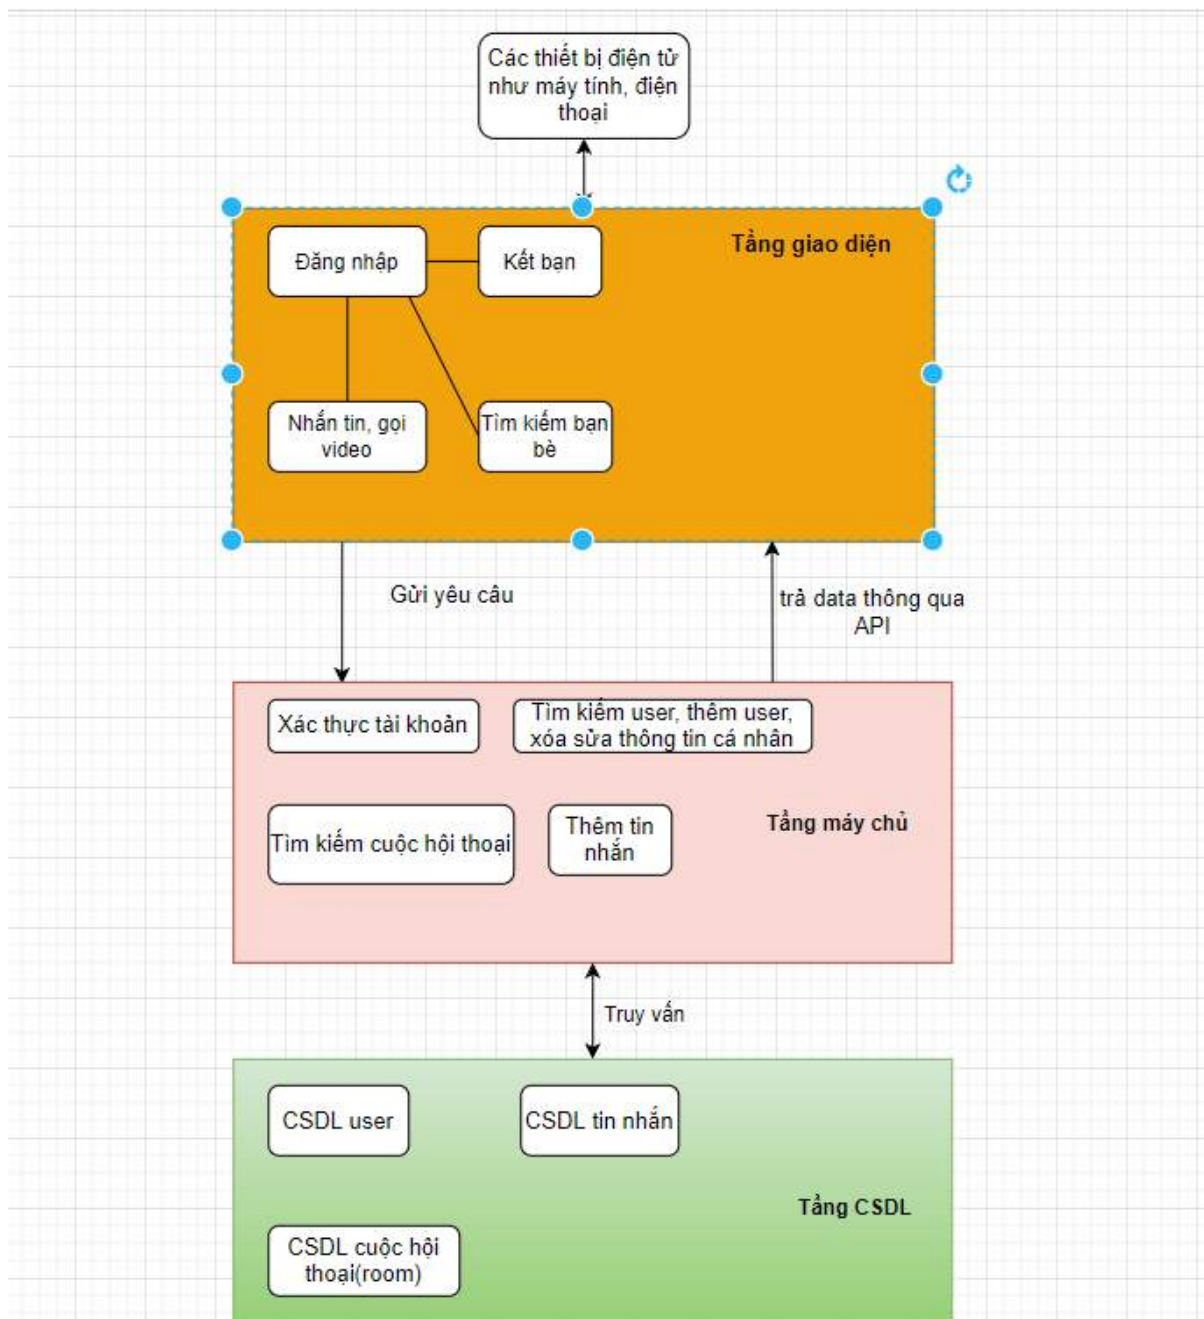 Các thiết bị điện tử
như máy tính, điện
thoại
Tầng giao diện
Đăng nhập
Kết bạn
Nhắn tin, gọi
video
Tìm kiếm bạn
bè
Gửi yêu cầu
trả data thông qua
API
Xác thực tài khoản
Tìm kiếm user, thêm user,
xóa sửa thông tin cá nhân
Tìm kiếm cuộc hội thoại
Thêm tin
nhắn
Tầng máy chủ
Truy vấn
CSDL user
CSDL tin nhắn
Tầng CSDL
CSDL cuộc hội
thoại(room)